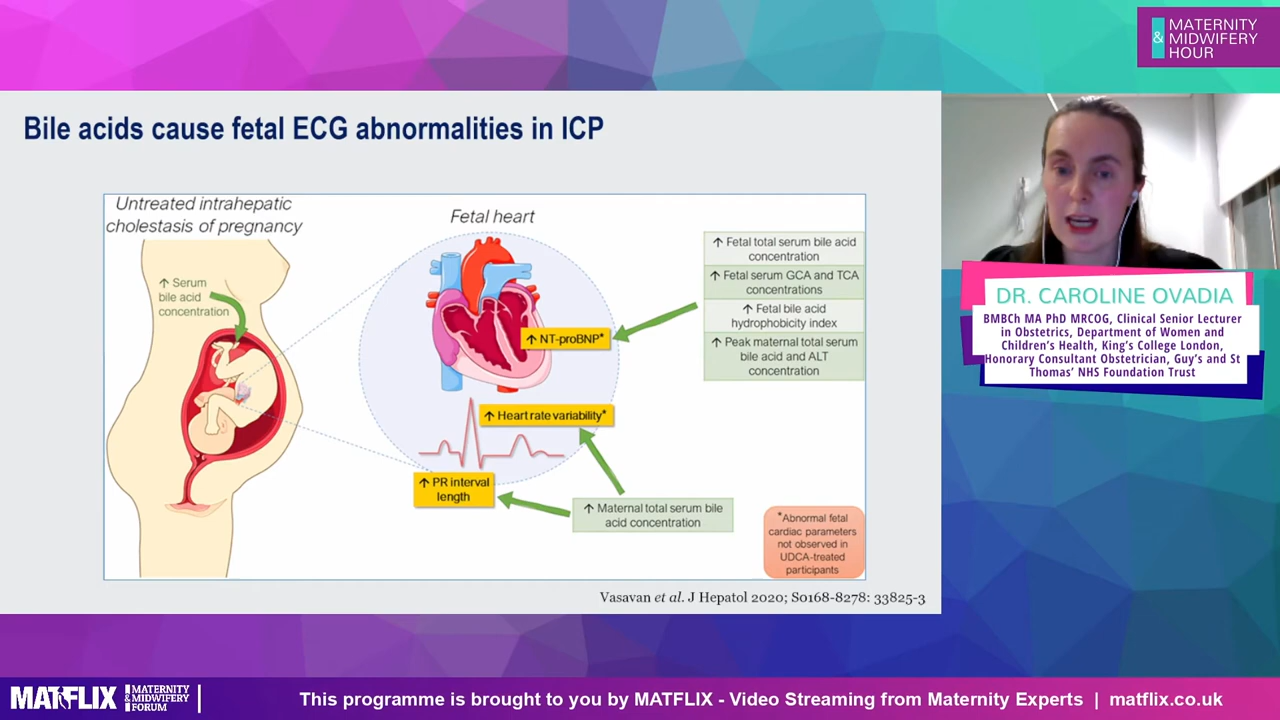 MATERNITY
& MIDWIFERY
HOUR
Bile acids cause fetal ECG abnormalities in ICP
Untreated intrahepatic
cholestasis of pregnancy
↑ Serum
bile acid
concentration
Fetal heart
↑ NT-proBNP*
↑ Heart rate variability*
↑ PR interval
length
↑ Fetal total serum bile acid
concentration
↑ Fetal serum GCA and TCA
concentrations
↑ Fetal bile acid
hydrophobicity index
↑ Peak maternal total serum
bile acid and ALT
concentration
↑ Maternal total serum bile
acid concentration
*Abnormal fetal
cardiac parameters
not observed in
UDCA-treated
participants
Vasavan et al. J Hepatol 2020; S0168-8278: 33825-3
DR. CAROLINE OVADIA
BMBCh MA PhD MRCOG, Clinical Senior Lecturer
in Obstetrics, Department of Women and
Children's Health, King's College London,
Honorary Consultant Obstetrician, Guy's and St
Thomas' NHS Foundation Trust
MATFLIX
MATERNITY
& MIDWIFERY
FORUM
This programme is brought to you by MATFLIX - Video Streaming from Maternity Experts | matflix.co.uk